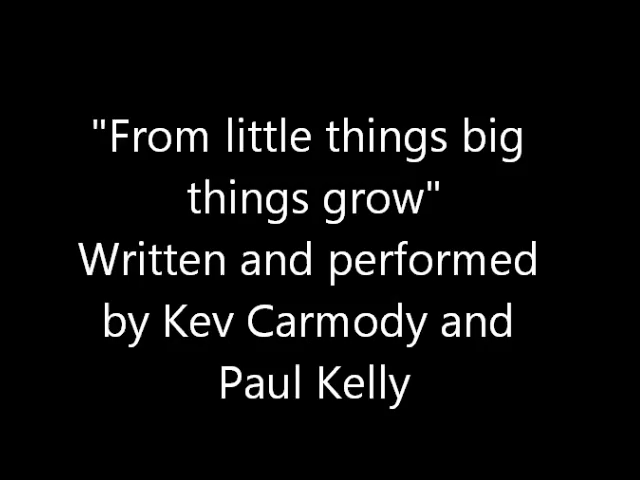 "From little things big
things grow"
Written and performed
by Kev Carmody and
Paul Kelly